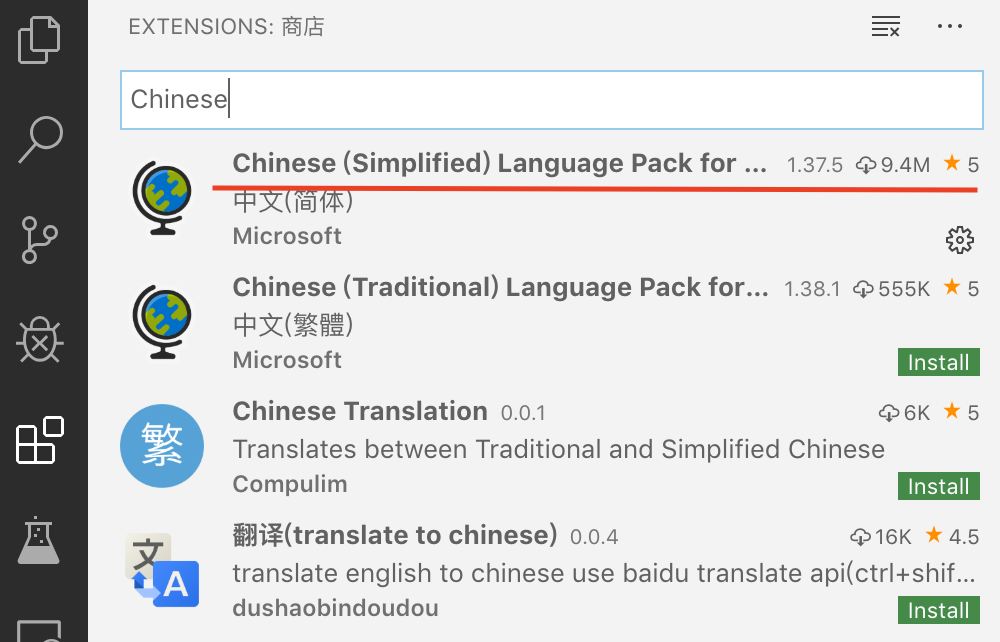 EXTENSIONS: 商店
Chinese
Chinese (Simplified) Language Pack for ... 1.37.5 9.4M 5
中文(简体)
Microsoft
Chinese (Traditional) Language Pack for... 1.38.1 555K 5
中文(繁體)
Microsoft
Install
Chinese Translation 0.0.1 6K 5
繁
Translates between Traditional and Simplified Chinese
Compulim
Install
翻译(translate to chinese) 0.0.4 16K 4.5
文
A
translate english to chinese use baidu translate api(ctrl+shif...
dushaobindoudou
Install